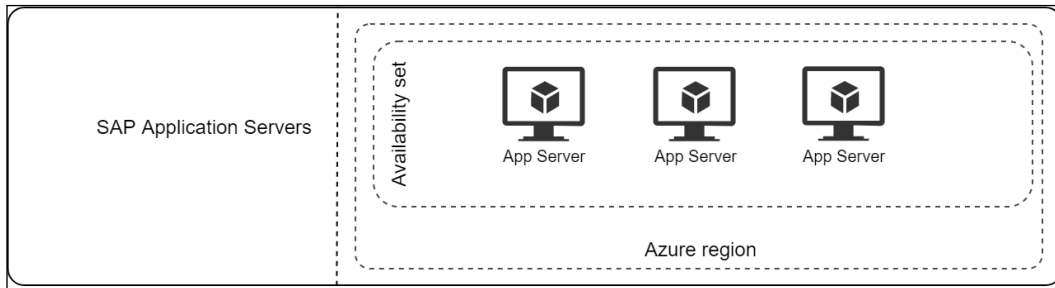 SAP Application Servers
Availability set
App Server
App Server
App Server
Azure region